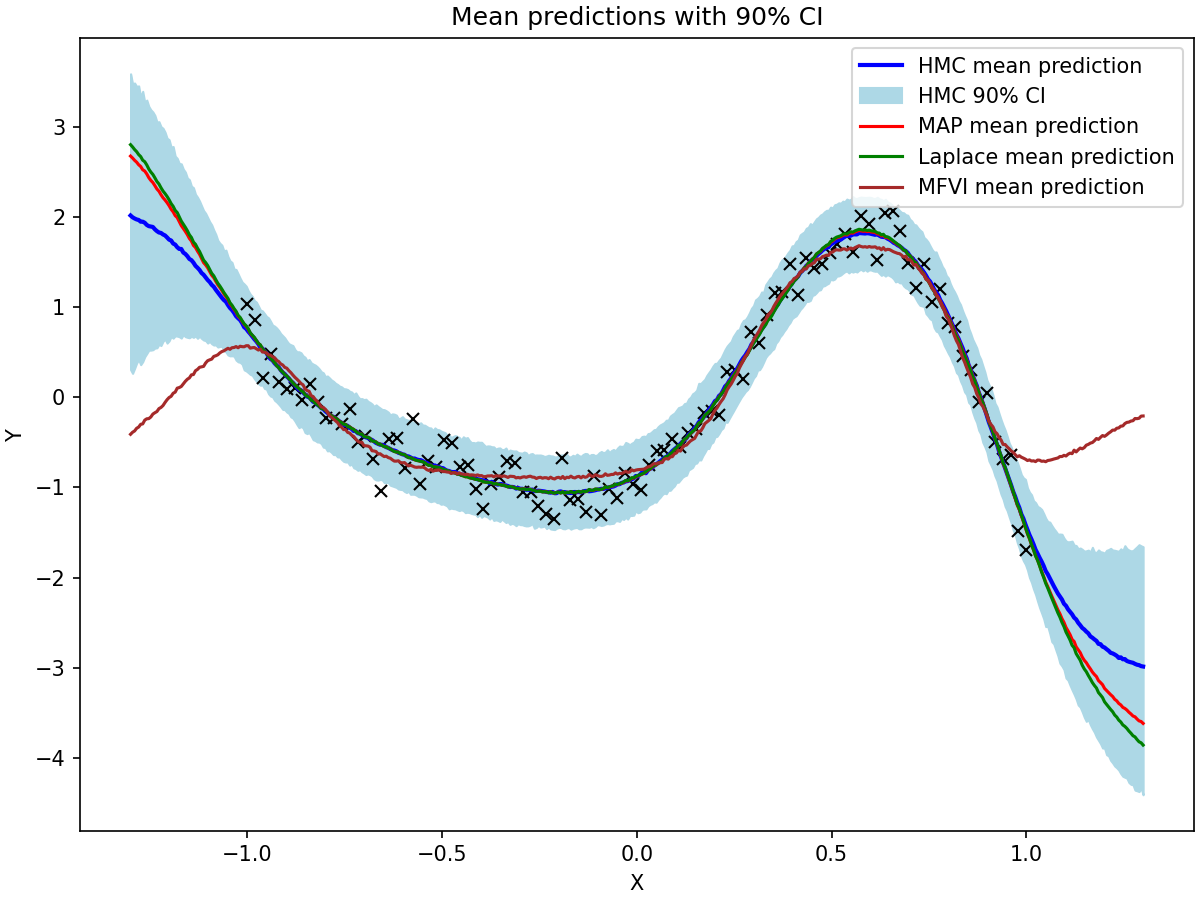 Mean predictions with 90% CI
HMC mean prediction
HMC 90% CI
MAP mean prediction
Laplace mean prediction
MFVI mean prediction
3
2
1
0
−1
−2
−3
−4
Y
−1.0 −0.5 0.0 0.5 1.0
X